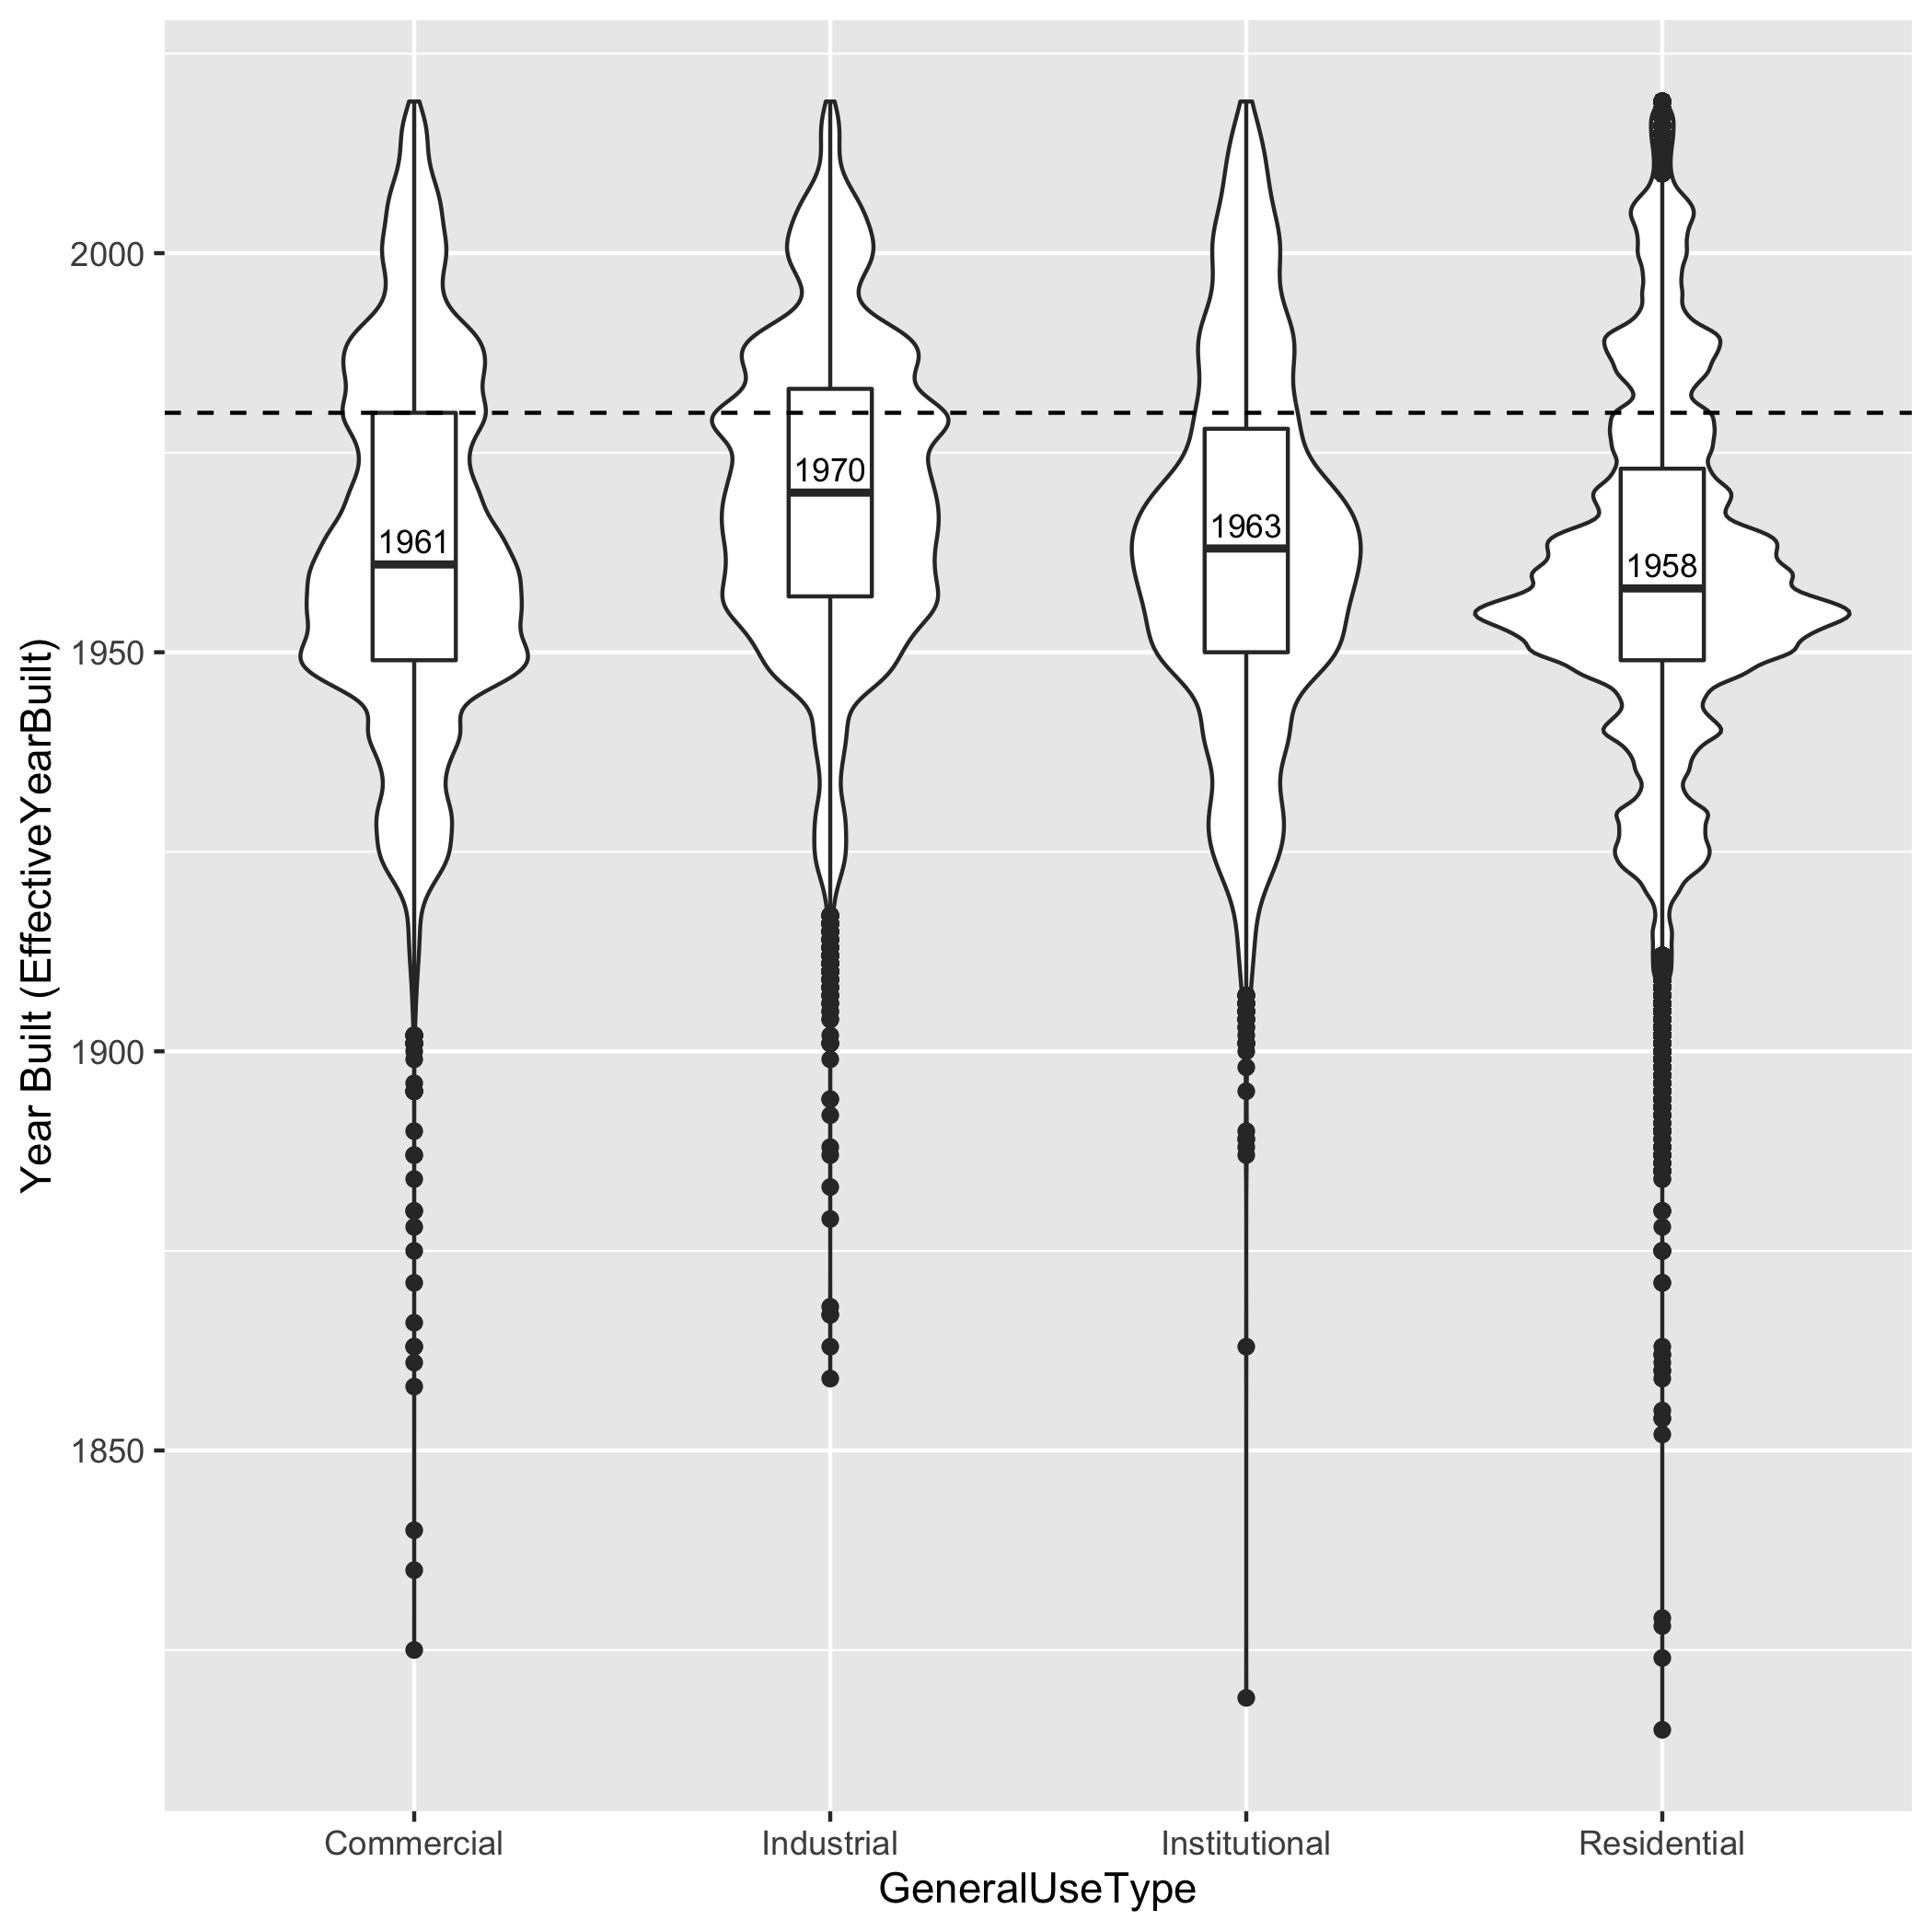 2000
1950
1900
1850
Year Built (EffectiveYearBuilt)
1961
1970
1963
1958
Commercial
Industrial
Institutional
Residential
GeneralUseType